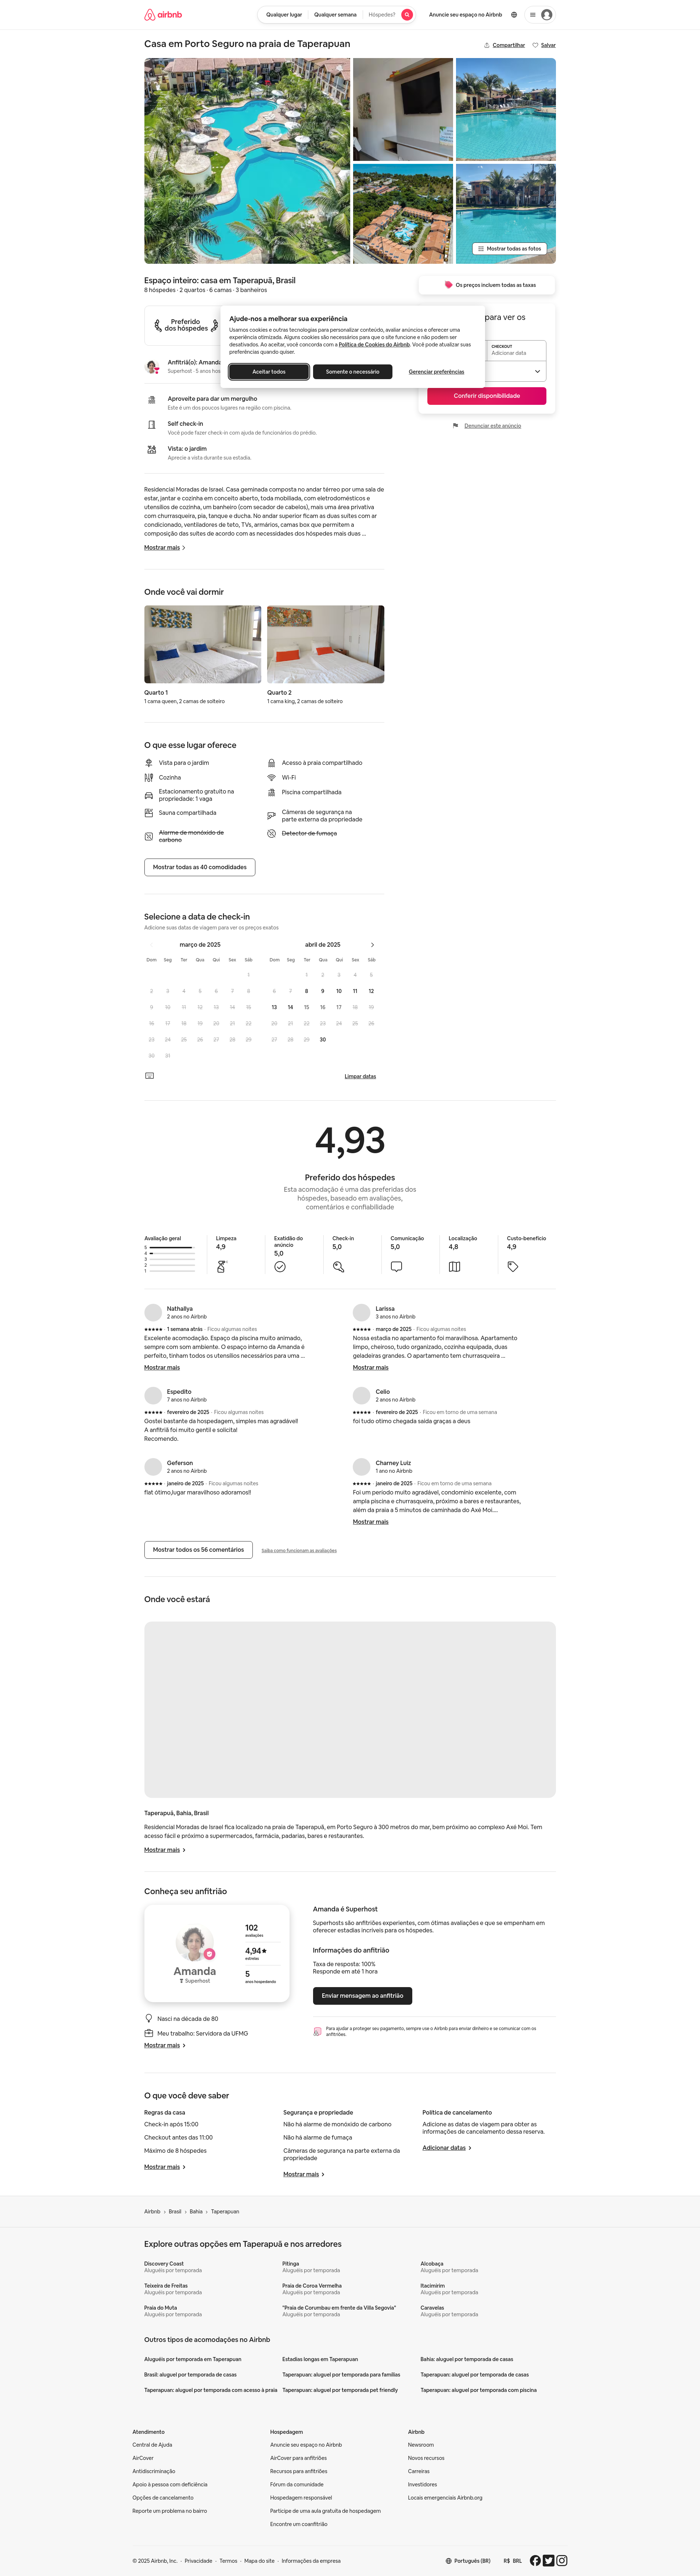 airbnb
Qualquer lugar
Qualquer semana
Hóspedes?
Anuncie seu espaço no Airbnb
Casa em Porto Seguro na praia de Taperapuan
Compartilhar
Salvar
Mostrar todas as fotos
Espaço inteiro: casa em Taperapuã, Brasil
8 hóspedes · 2 quartos · 6 camas · 3 banheiros
Os preços incluem todas as taxas
Preferido
dos hóspedes
para ver os
Ajude-nos a melhorar sua experiência
Usamos cookies e outras tecnologias para personalizar conteúdo, avaliar anúncios e oferecer uma
experiência otimizada. Alguns cookies são necessários para que o site funcione e não podem ser
desativados. Ao aceitar, você concorda com a Política de Cookies do Airbnb. Você pode atualizar suas
preferências quando quiser.
Aceitar todos
Somente o necessário
Gerenciar preferências
CHECKOUT
Adicionar data
Conferir disponibilidade
Denunciar este anúncio
Anfitriã(o): Amanda
Superhost · 5 anos hos
Aproveite para dar um mergulho
Este é um dos poucos lugares na região com piscina.
Self check-in
Você pode fazer check-in com ajuda de funcionários do prédio.
Vista: o jardim
Aprecie a vista durante sua estadia.
Residencial Moradas de Israel. Casa geminada composta no andar térreo por uma sala de
estar, jantar e cozinha em conceito aberto, toda mobiliada, com eletrodomésticos e
utensílios de cozinha, um banheiro (com secador de cabelos), mais uma área privativa
com churrasqueira, pia, tanque e ducha. No andar superior ficam as duas suítes com ar
condicionado, ventiladores de teto, TVs, armários, camas box que permitem a
composição das suítes de acordo com as necessidades dos hóspedes mais duas ...
Mostrar mais
Onde você vai dormir
Quarto 1
1 cama queen, 2 camas de solteiro
Quarto 2
1 cama king, 2 camas de solteiro
O que esse lugar oferece
Vista para o jardim
Acesso à praia compartilhado
Cozinha
Wi-Fi
Estacionamento gratuito na
propriedade: 1 vaga
Piscina compartilhada
Sauna compartilhada
Câmeras de segurança na
parte externa da propriedade
Alarme de monóxido de
carbono
Detector de fumaça
Mostrar todas as 40 comodidades
Selecione a data de check-in
Adicione suas datas de viagem para ver os preços exatos
março de 2025
abril de 2025
Dom Seg Ter Qua Qui Sex Sáb
Dom Seg Ter Qua Qui Sex Sáb
1
1 2 3 4 5
2 3 4 5 6 7 8
6 7 8 9 10 11 12
9 10 11 12 13 14 15
13 14 15 16 17 18 19
16 17 18 19 20 21 22
20 21 22 23 24 25 26
23 24 25 26 27 28 29
27 28 29 30
30 31
Limpar datas
4,93
Preferido dos hóspedes
Esta acomodação é uma das preferidas dos
hóspedes, baseado em avaliações,
comentários e confiabilidade
Avaliação geral
5
4
3
2
1
Limpeza
4,9
Exatidão do
anúncio
5,0
Check-in
5,0
Comunicação
5,0
Localização
4,8
Custo-benefício
4,9
Nathallya
2 anos no Airbnb
1 semana atrás · Ficou algumas noites
Excelente acomodação. Espaço da piscina muito animado,
sempre com som ambiente. O espaço interno da Amanda é
perfeito, tinham todos os utensílios necessários para uma ...
Mostrar mais
Larissa
3 anos no Airbnb
março de 2025 · Ficou algumas noites
Nossa estadia no apartamento foi maravilhosa. Apartamento
limpo, cheiroso, tudo organizado, cozinha equipada, duas
geladeiras grandes. O apartamento tem churrasqueira ...
Mostrar mais
Espedito
7 anos no Airbnb
fevereiro de 2025 · Ficou algumas noites
Gostei bastante da hospedagem, simples mas agradável!
A anfitriã foi muito gentil e solicita!
Recomendo.
Celio
2 anos no Airbnb
fevereiro de 2025 · Ficou em torno de uma semana
foi tudo otimo chegada saida graças a deus
Geferson
2 anos no Airbnb
janeiro de 2025 · Ficou algumas noites
flat ótimo,lugar maravilhoso adoramos!!
Charney Luiz
1 ano no Airbnb
janeiro de 2025 · Ficou em torno de uma semana
Foi um período muito agradável, condomínio excelente, com
ampla piscina e churrasqueira, próximo a bares e restaurantes,
além da praia a 5 minutos de caminhada do Axé Moi....
Mostrar mais
Mostrar todos os 56 comentários
Saiba como funcionam as avaliações
Onde você estará
Taperapuã, Bahia, Brasil
Residencial Moradas de Israel fica localizado na praia de Taperapuã, em Porto Seguro à 300 metros do mar, bem próximo ao complexo Axé Moi. Tem
acesso fácil e próximo a supermercados, farmácia, padarias, bares e restaurantes.
Mostrar mais
Conheça seu anfitrião
Amanda
Superhost
102
avaliações
4,94★
estrelas
5
anos hospedando
Nasci na década de 80
Meu trabalho: Servidora da UFMG
Mostrar mais
Amanda é Superhost
Superhosts são anfitriões experientes, com ótimas avaliações e que se empenham em
oferecer estadias incríveis para os hóspedes.
Informações do anfitrião
Taxa de resposta: 100%
Responde em até 1 hora
Enviar mensagem ao anfitrião
Para ajudar a proteger seu pagamento, sempre use o Airbnb para enviar dinheiro e se comunicar com os
anfitriões.
O que você deve saber
Regras da casa
Check-in após 15:00
Checkout antes das 11:00
Máximo de 8 hóspedes
Mostrar mais
Segurança e propriedade
Não há alarme de monóxido de carbono
Não há alarme de fumaça
Câmeras de segurança na parte externa da
propriedade
Mostrar mais
Política de cancelamento
Adicione as datas de viagem para obter as
informações de cancelamento dessa reserva.
Adicionar datas
Airbnb › Brasil › Bahia › Taperapuan
Explore outras opções em Taperapuã e nos arredores
Discovery Coast
Aluguéis por temporada
Pitinga
Aluguéis por temporada
Alcobaça
Aluguéis por temporada
Teixeira de Freitas
Aluguéis por temporada
Praia de Coroa Vermelha
Aluguéis por temporada
Itacimirim
Aluguéis por temporada
Praia do Muta
Aluguéis por temporada
"Praia de Corumbau em frente da Villa Segovia"
Aluguéis por temporada
Caravelas
Aluguéis por temporada
Outros tipos de acomodações no Airbnb
Aluguéis por temporada em Taperapuan
Estadias longas em Taperapuan
Bahia: aluguel por temporada de casas
Brasil: aluguel por temporada de casas
Taperapuan: aluguel por temporada para famílias
Taperapuan: aluguel por temporada de casas
Taperapuan: aluguel por temporada com acesso à praia
Taperapuan: aluguel por temporada pet friendly
Taperapuan: aluguel por temporada com piscina
Atendimento
Central de Ajuda
AirCover
Antidiscriminação
Apoio à pessoa com deficiência
Opções de cancelamento
Reporte um problema no bairro
Hospedagem
Anuncie seu espaço no Airbnb
AirCover para anfitriões
Recursos para anfitriões
Fórum da comunidade
Hospedagem responsável
Participe de uma aula gratuita de hospedagem
Encontre um coanfitrião
Airbnb
Newsroom
Novos recursos
Carreiras
Investidores
Locais emergenciais Airbnb.org
© 2025 Airbnb, Inc. · Privacidade · Termos · Mapa do site · Informações da empresa
Português (BR)
R$ BRL